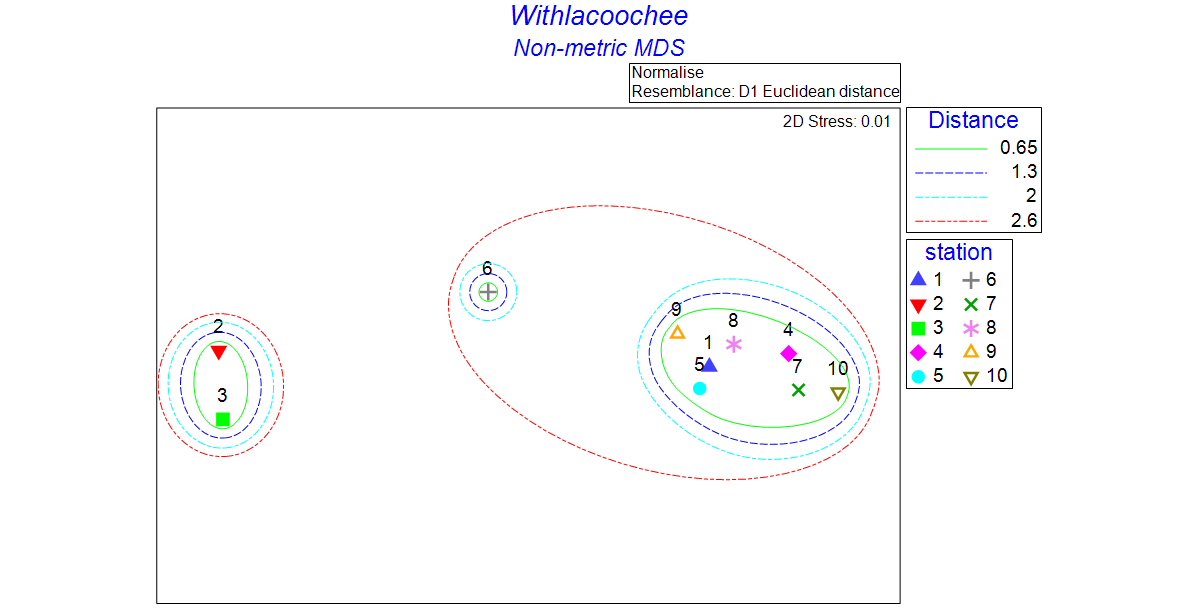 Withlacoochee
Non-metric MDS
Normalise
Resemblance: D1 Euclidean distance
2D Stress: 0.01
Distance
0.65
1.3
2
2.6
station
1 6
2 7
3 8
4 9
5 10
6
9
8
2
4
1
5
7
10
3